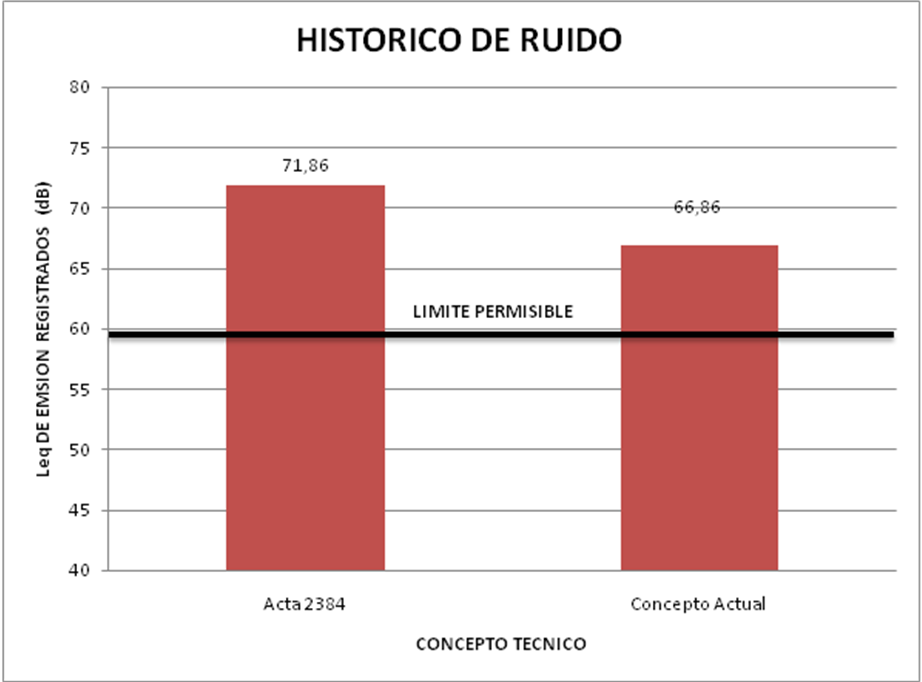 HISTORICO DE RUIDO
80
75
70
65
60
55
50
45
40
Leq DE EMSION REGISTRADOS (dB)
71,86
66,86
LIMITE PERMISIBLE
Acta 2384
Concepto Actual
CONCEPTO TECNICO